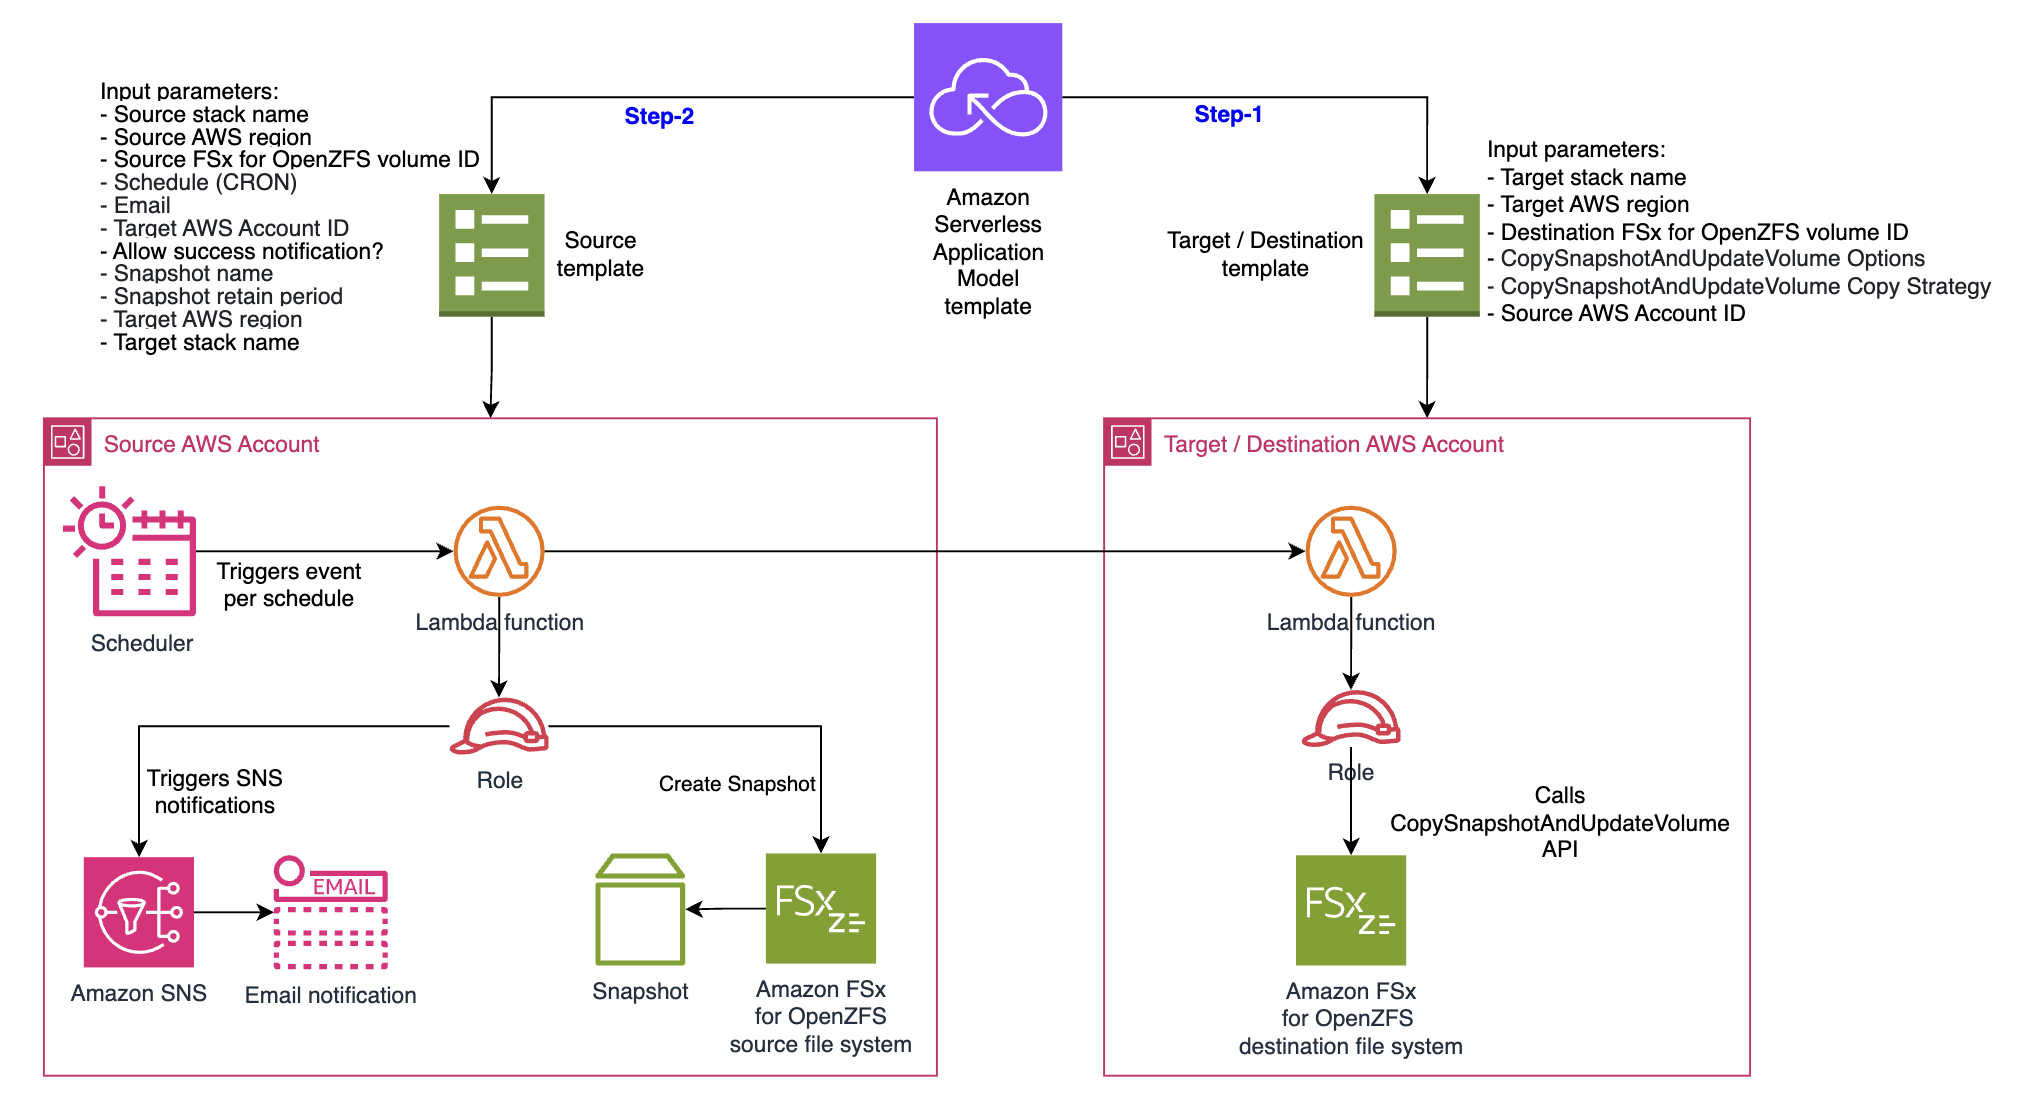 Input parameters:
- Source stack name
- Source AWS region
- Source FSx for OpenZFS volume ID
- Schedule (CRON)
- Email
- Target AWS Account ID
- Allow success notification?
- Snapshot name
- Snapshot retain period
- Target AWS region
- Target stack name
Step-2
Source
template
Amazon
Serverless
Application
Model
template
Step-1
Target / Destination
template
Input parameters:
- Target stack name
- Target AWS region
- Destination FSx for OpenZFS volume ID
- CopySnapshotAndUpdateVolume Options
- CopySnapshotAndUpdateVolume Copy Strategy
- Source AWS Account ID
Source AWS Account
Scheduler
Triggers event
per schedule
Lambda function
Role
Triggers SNS
notifications
Create Snapshot
Amazon SNS
EMAIL
Email notification
Snapshot
FSx
Z
Amazon FSx
for OpenZFS
source file system
Target / Destination AWS Account
Lambda function
Role
Calls
CopySnapshotAndUpdateVolume
API
FSx
Z
Amazon FSx
for OpenZFS
destination file system